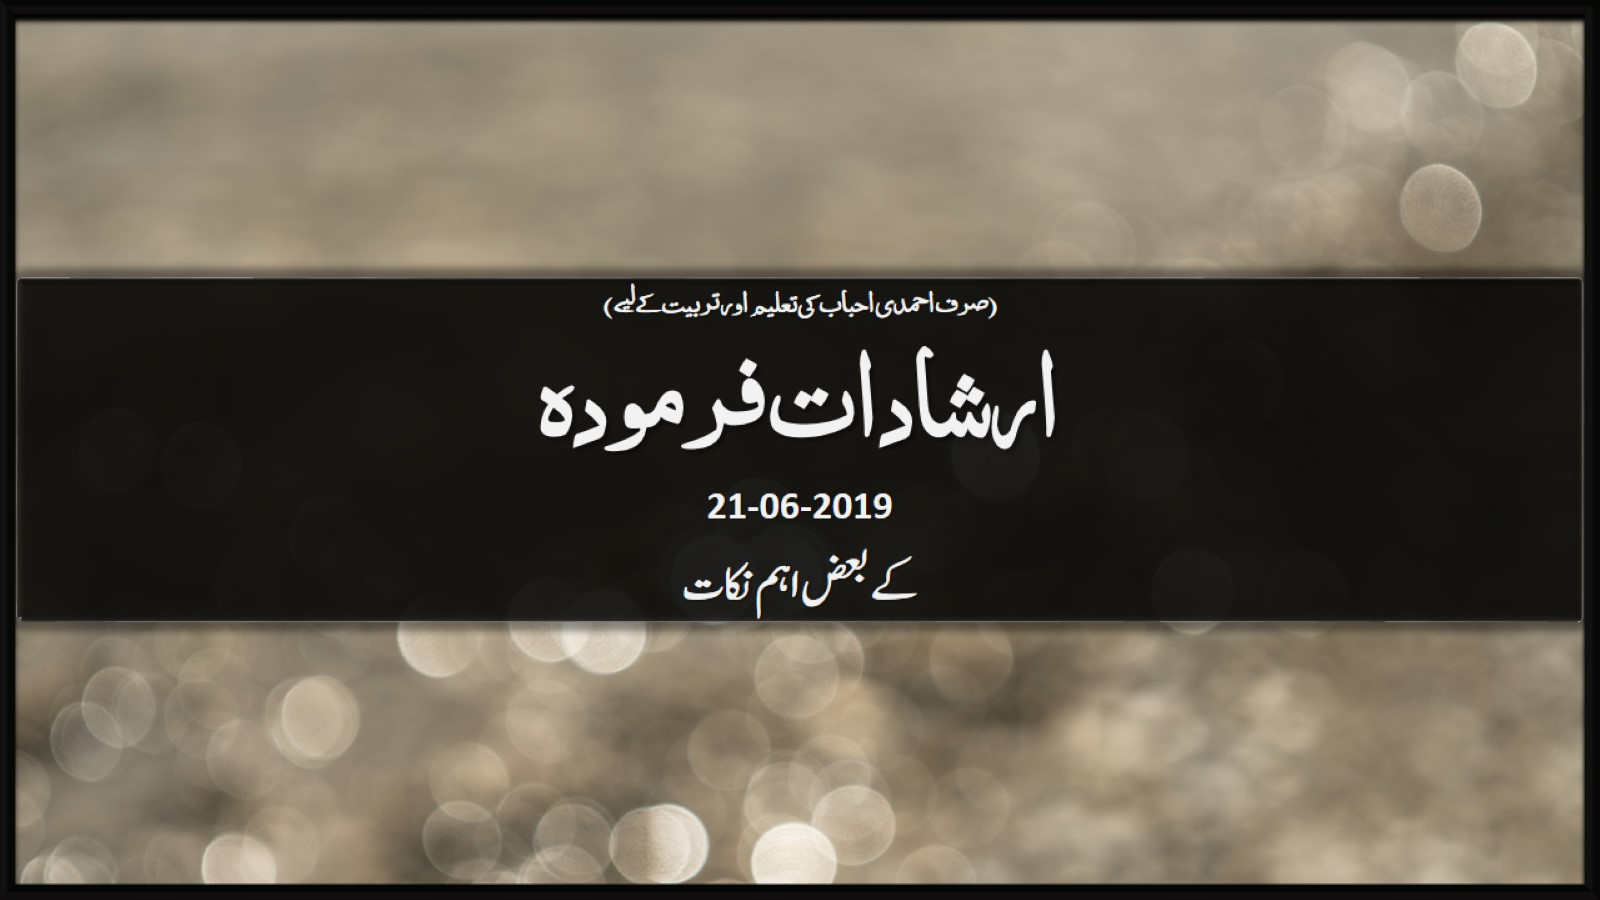 (صرف احمدی احباب کی تعلیم اور تربیت کے لیے)
ارشادات فرمودہ
21-06-2019
کے بعض اہم نکات